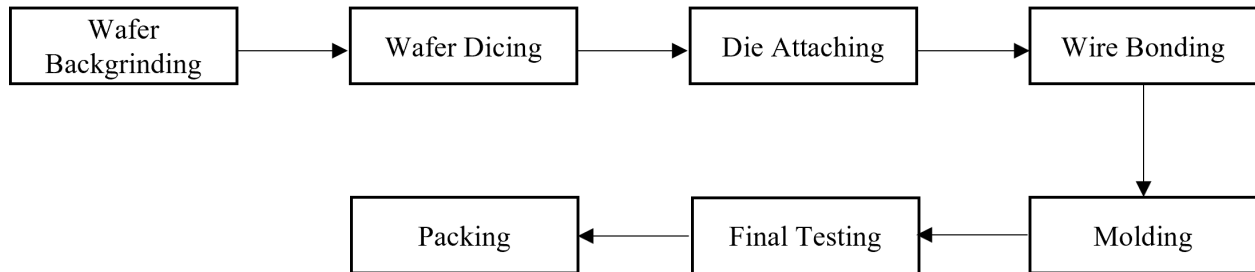 Wafer
Backgrinding
Wafer Dicing
Die Attaching
Wire Bonding
Molding
Final Testing
Packing